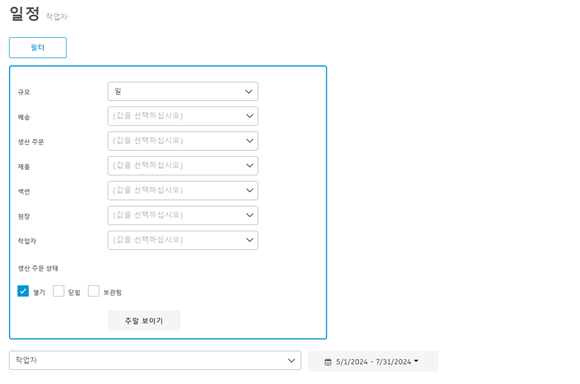 일정 작업자
필터
규모 일
배송 (값을 선택하십시오)
생산 주문 (값을 선택하십시오)
제품 (값을 선택하십시오)
섹션 (값을 선택하십시오)
현장 (값을 선택하십시오)
작업자 (값을 선택하십시오)
생산 주문 상태
열기 닫힘 보관됨
주말 보이기
작업자 5/1/2024 - 7/31/2024